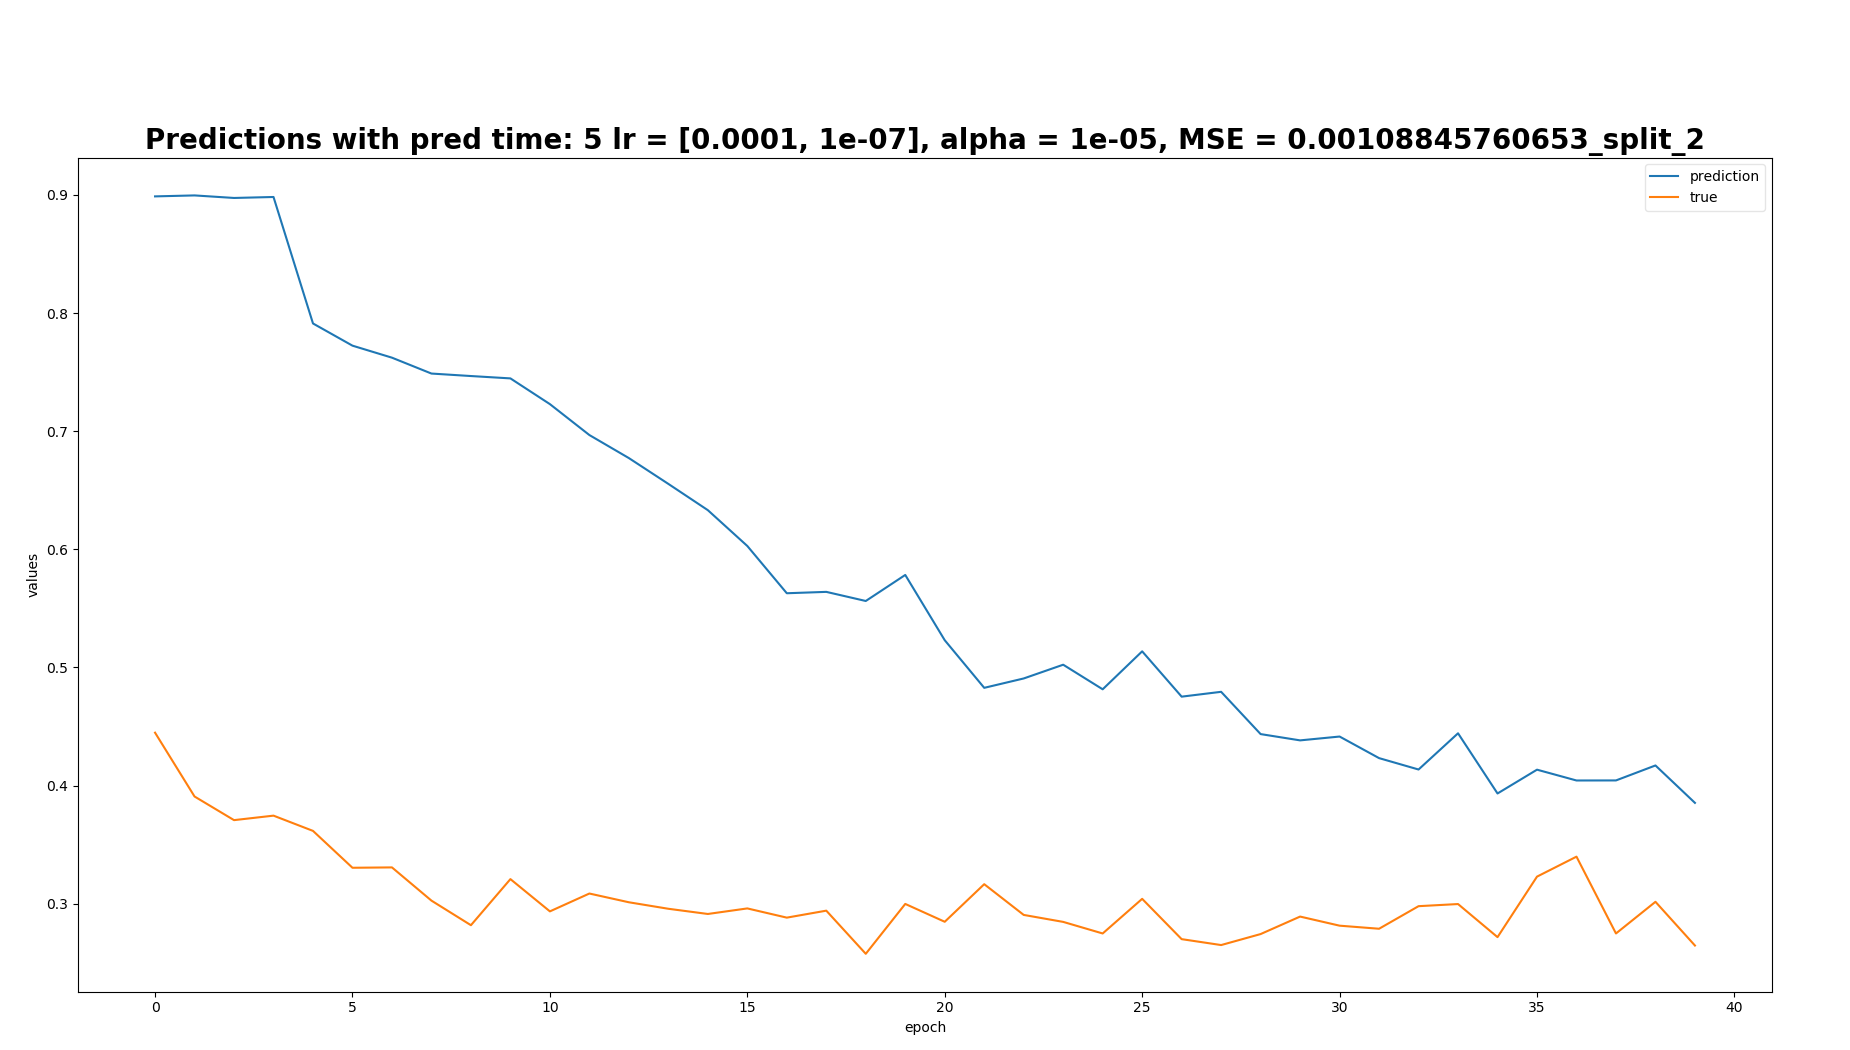 Predictions with pred time: 5 lr = [0.0001, 1e-07], alpha = 1e-05, MSE = 0.00108845760653_split_2
prediction
true
0.9
0.8
0.7
0.6
0.5
0.4
0.3
values
0 5 10 15 20 25 30 35 40
epoch